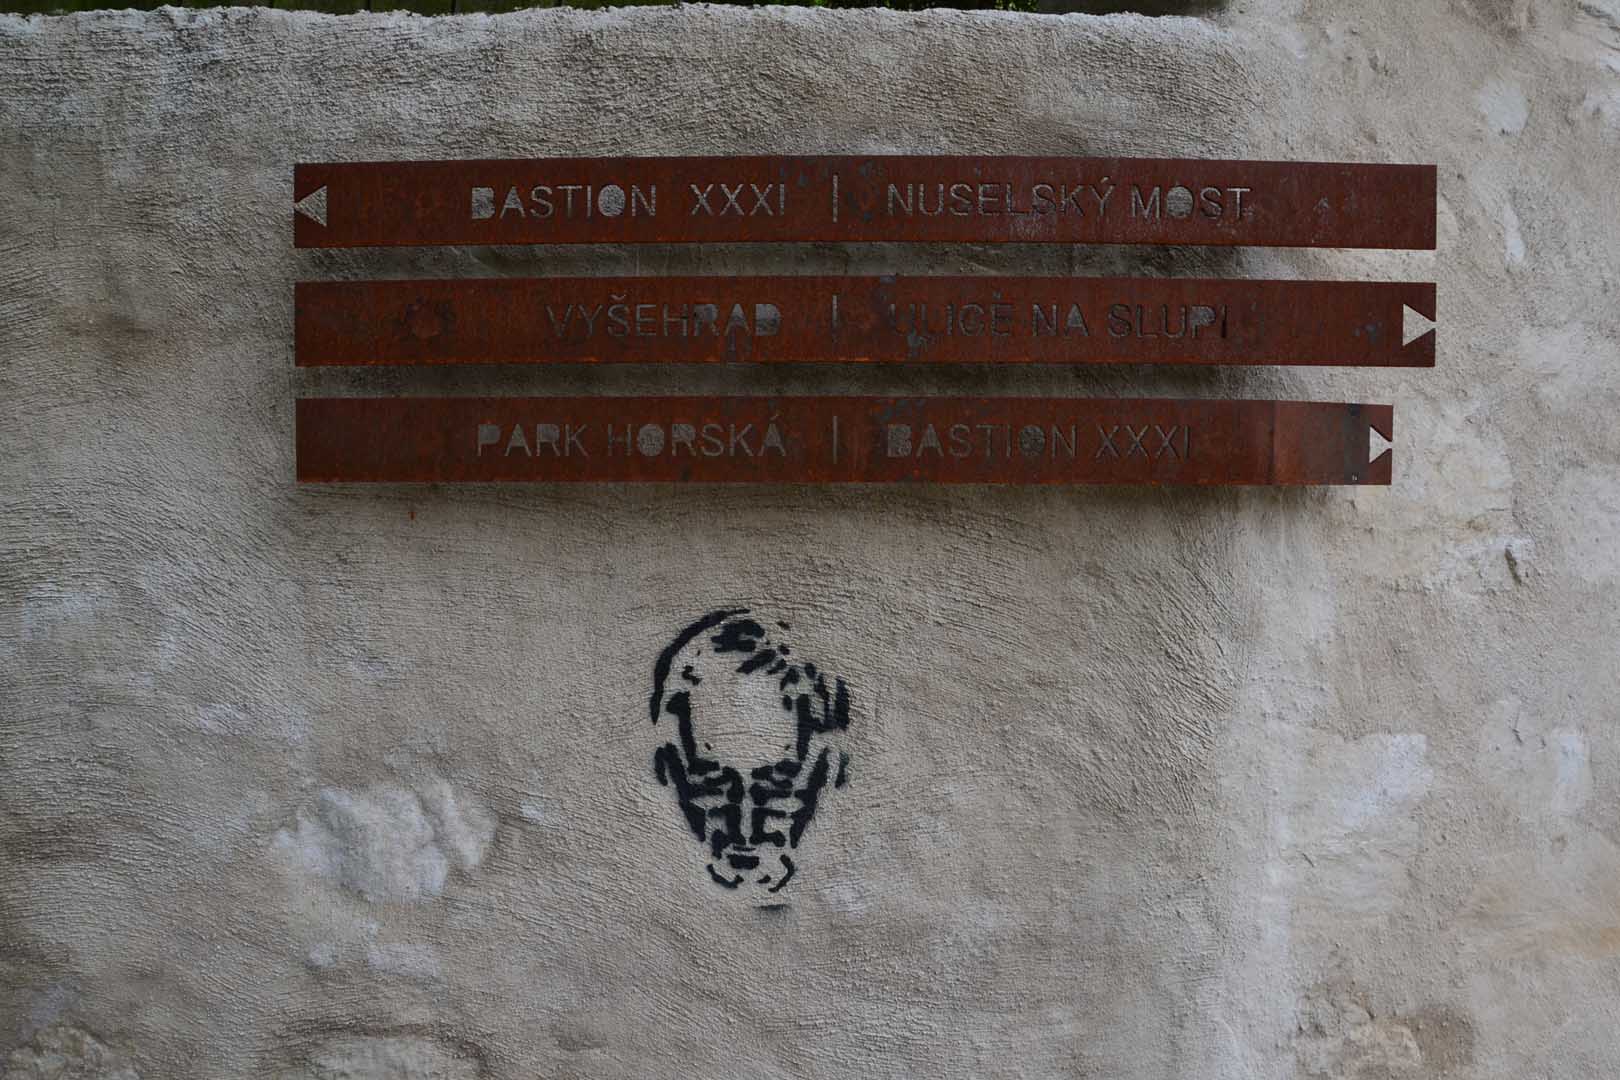 BASTION XXXI | NUSELSKÝ MOST
VYŠEHRAD | ULICE NA SLUPI
PARK HORSKÁ | BASTION XXXI